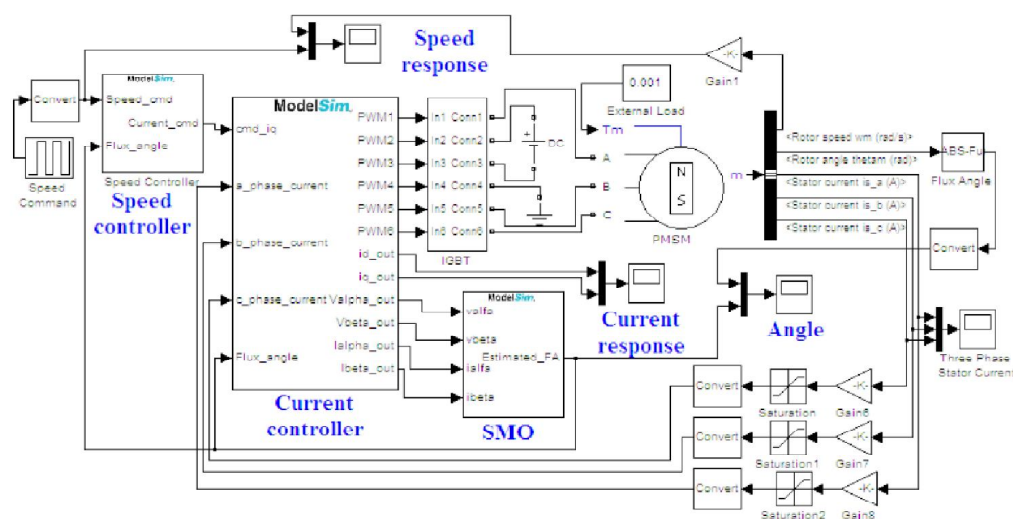 Speed
response
-K-
Gain1
ModelSim.
Convert
Speed_cmd
Current_cmd
Flux_angle
Speed
Command
Speed Controller
Speed
controller
ModelSim.
cmd_iq
a_phase_current
b_phase_current
c_phase_current
Flux_angle
PWM1
PWM2
PWM3
PWM4
PWM5
PWM6
id_out
iq_out
Valpha_out
Vbeta_out
Ialpha_out
Ibeta_out
Current
controller
In1 Conn1
In2 Conn2
In3 Conn3
In4 Conn4
In5 Conn5
In6 Conn6
IGBT
+
DC
0.001
External Load
Tm
A
B
C
N
S
m
PMSM
<Rotor speed wm (rad/s)>
<Rotor angle thetam (rad)>
<Stator current is_a (A)>
<Stator current is_b (A)>
<Stator current is_c (A)>
ABS-Fu
Flux Angle
Convert
ModelSim.
valfa
vbeta
Estimated_FA
ialfa
ibeta
SMO
Current
response
Angle
Three Phase
Stator Current
Convert
Saturation
-K-
Gain6
Convert
Saturation1
-K-
Gain7
Convert
Saturation2
-K-
Gain8